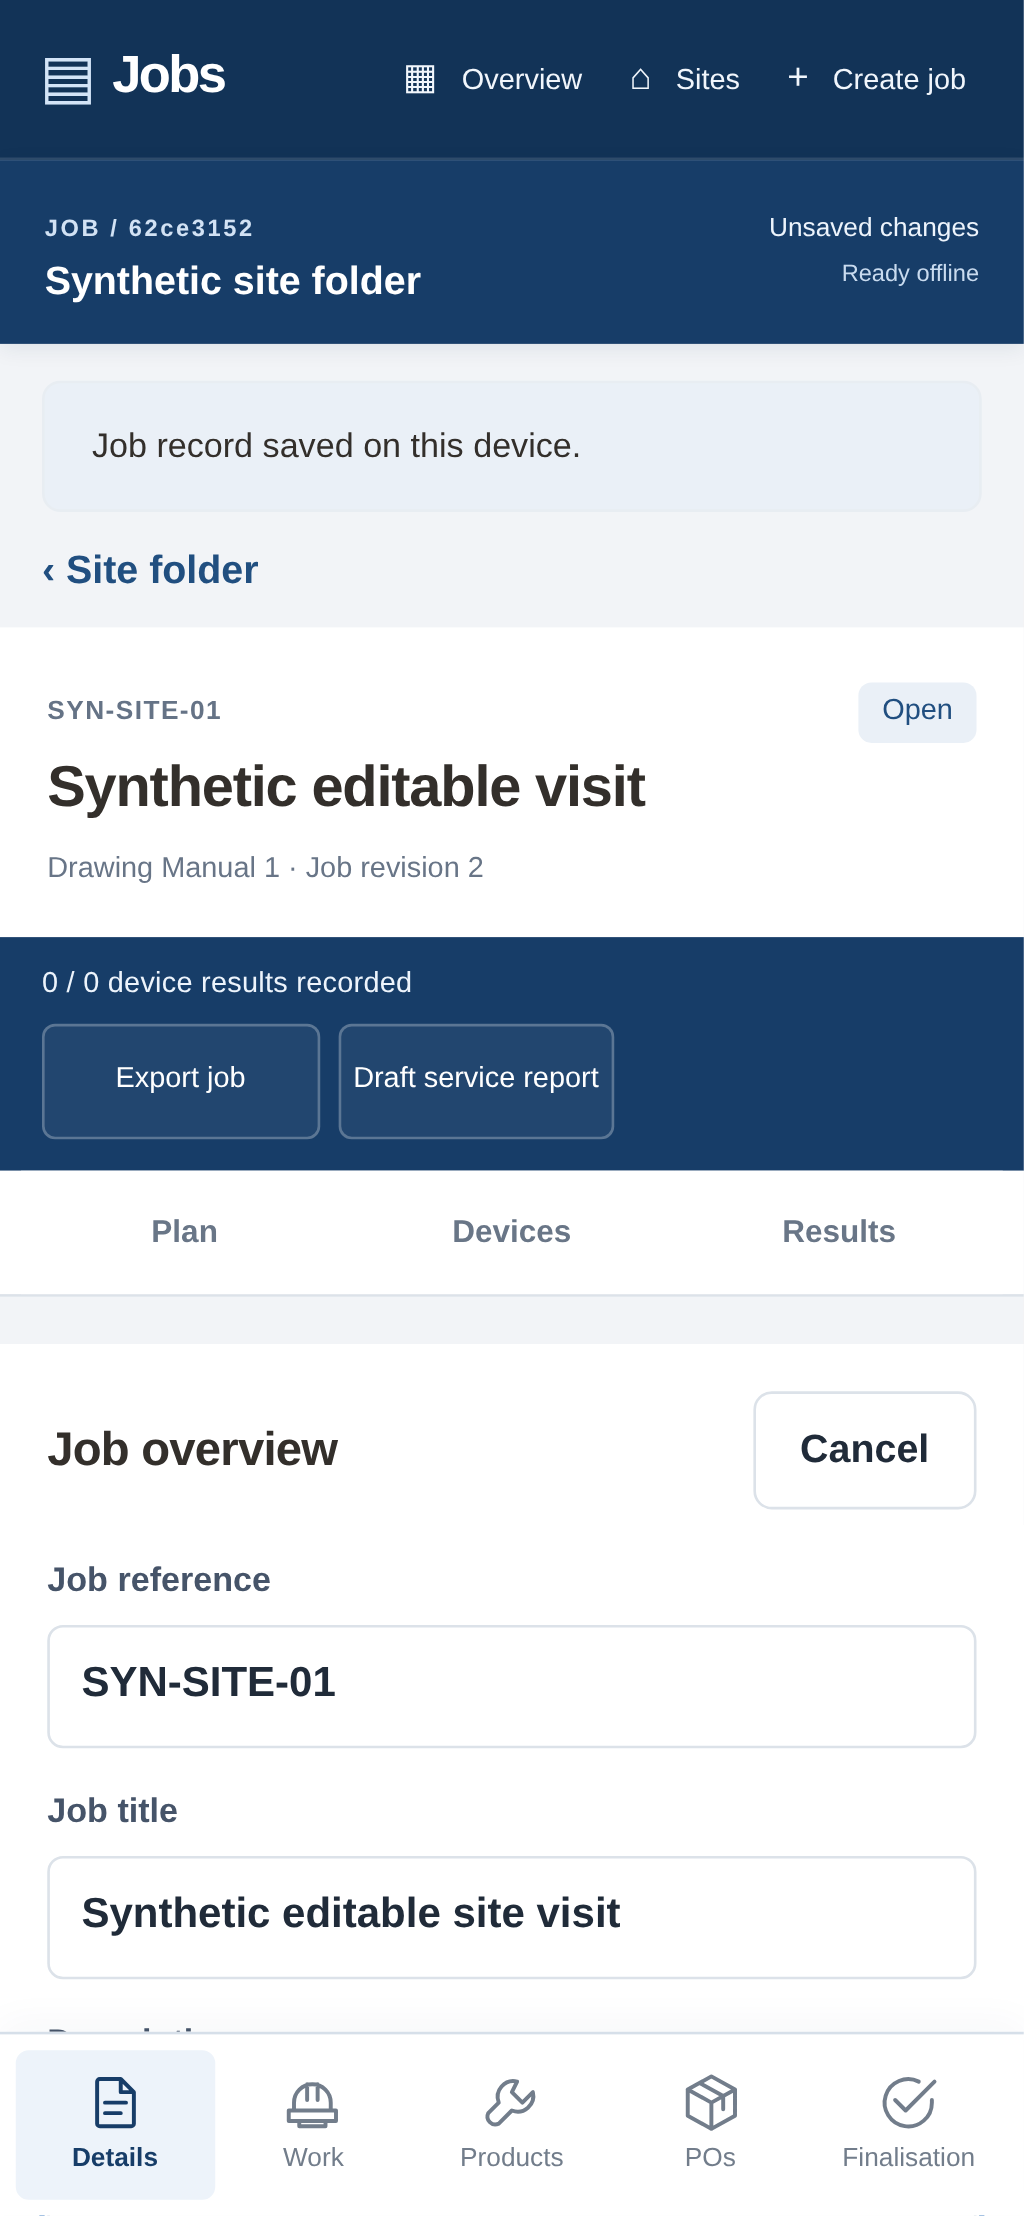 Jobs
Overview
Sites
+ Create job
JOB / 62ce3152
Unsaved changes
Synthetic site folder
Ready offline
Job record saved on this device.
‹ Site folder
SYN-SITE-01
Open
Synthetic editable visit
Drawing Manual 1 · Job revision 2
0 / 0 device results recorded
Export job
Draft service report
Plan
Devices
Results
Job overview
Cancel
Job reference
SYN-SITE-01
Job title
Synthetic editable site visit
Details
Work
Products
POs
Finalisation